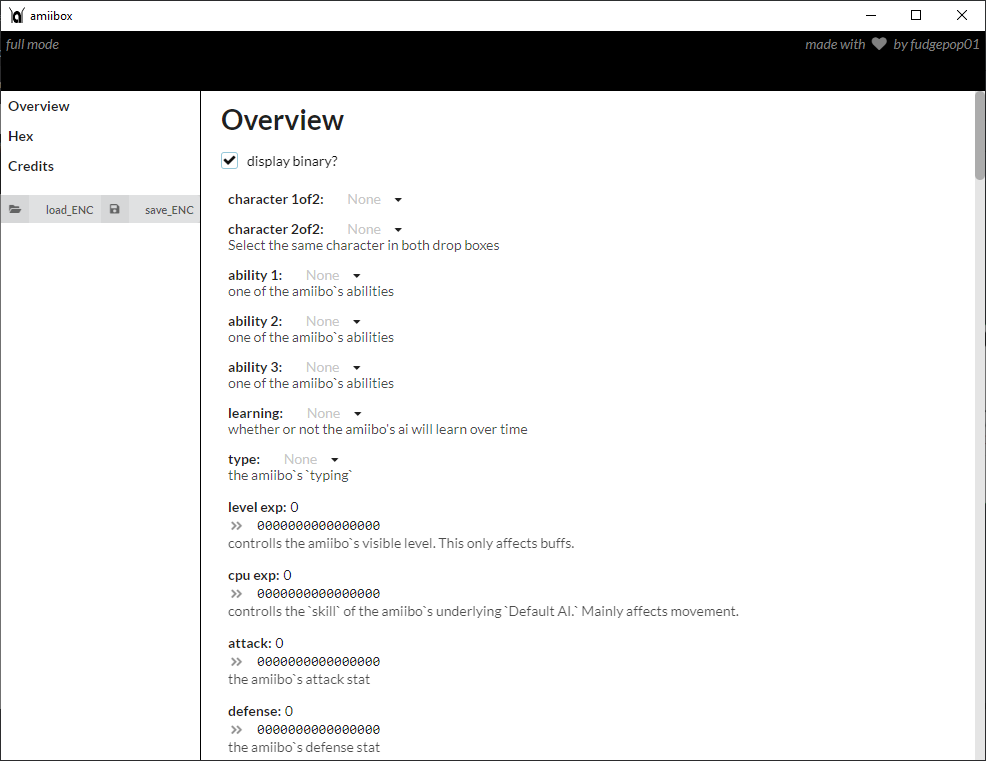 amiibox
full mode
made with by fudgepop01
Overview
Hex
Credits
load_ENC
save_ENC
Overview
display binary?
character 1of2: None
character 2of2: None
Select the same character in both drop boxes
ability 1: None
one of the amiibo`s abilities
ability 2: None
one of the amiibo`s abilities
ability 3: None
one of the amiibo`s abilities
learning: None
whether or not the amiibo's ai will learn over time
type: None
the amiibo`s `typing`
level exp: 0
0000000000000000
controlls the amiibo`s visible level. This only affects buffs.
cpu exp: 0
0000000000000000
controlls the `skill` of the amiibo`s underlying `Default AI.` Mainly affects movement.
attack: 0
0000000000000000
the amiibo`s attack stat
defense: 0
0000000000000000
the amiibo`s defense stat